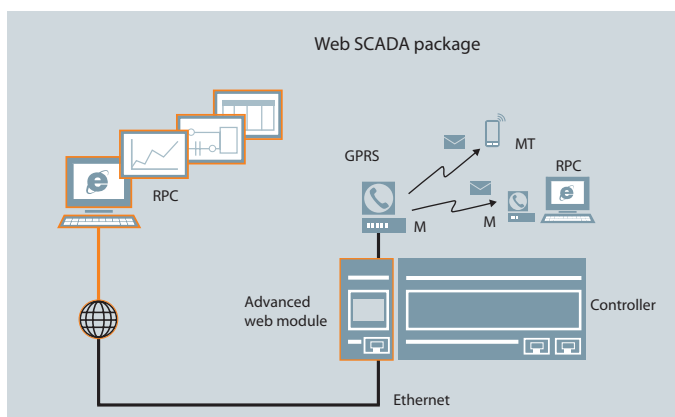 Web SCADA package
GPRS
MT
RPC
RPC
M
M
Advanced
web module
Controller
Ethernet